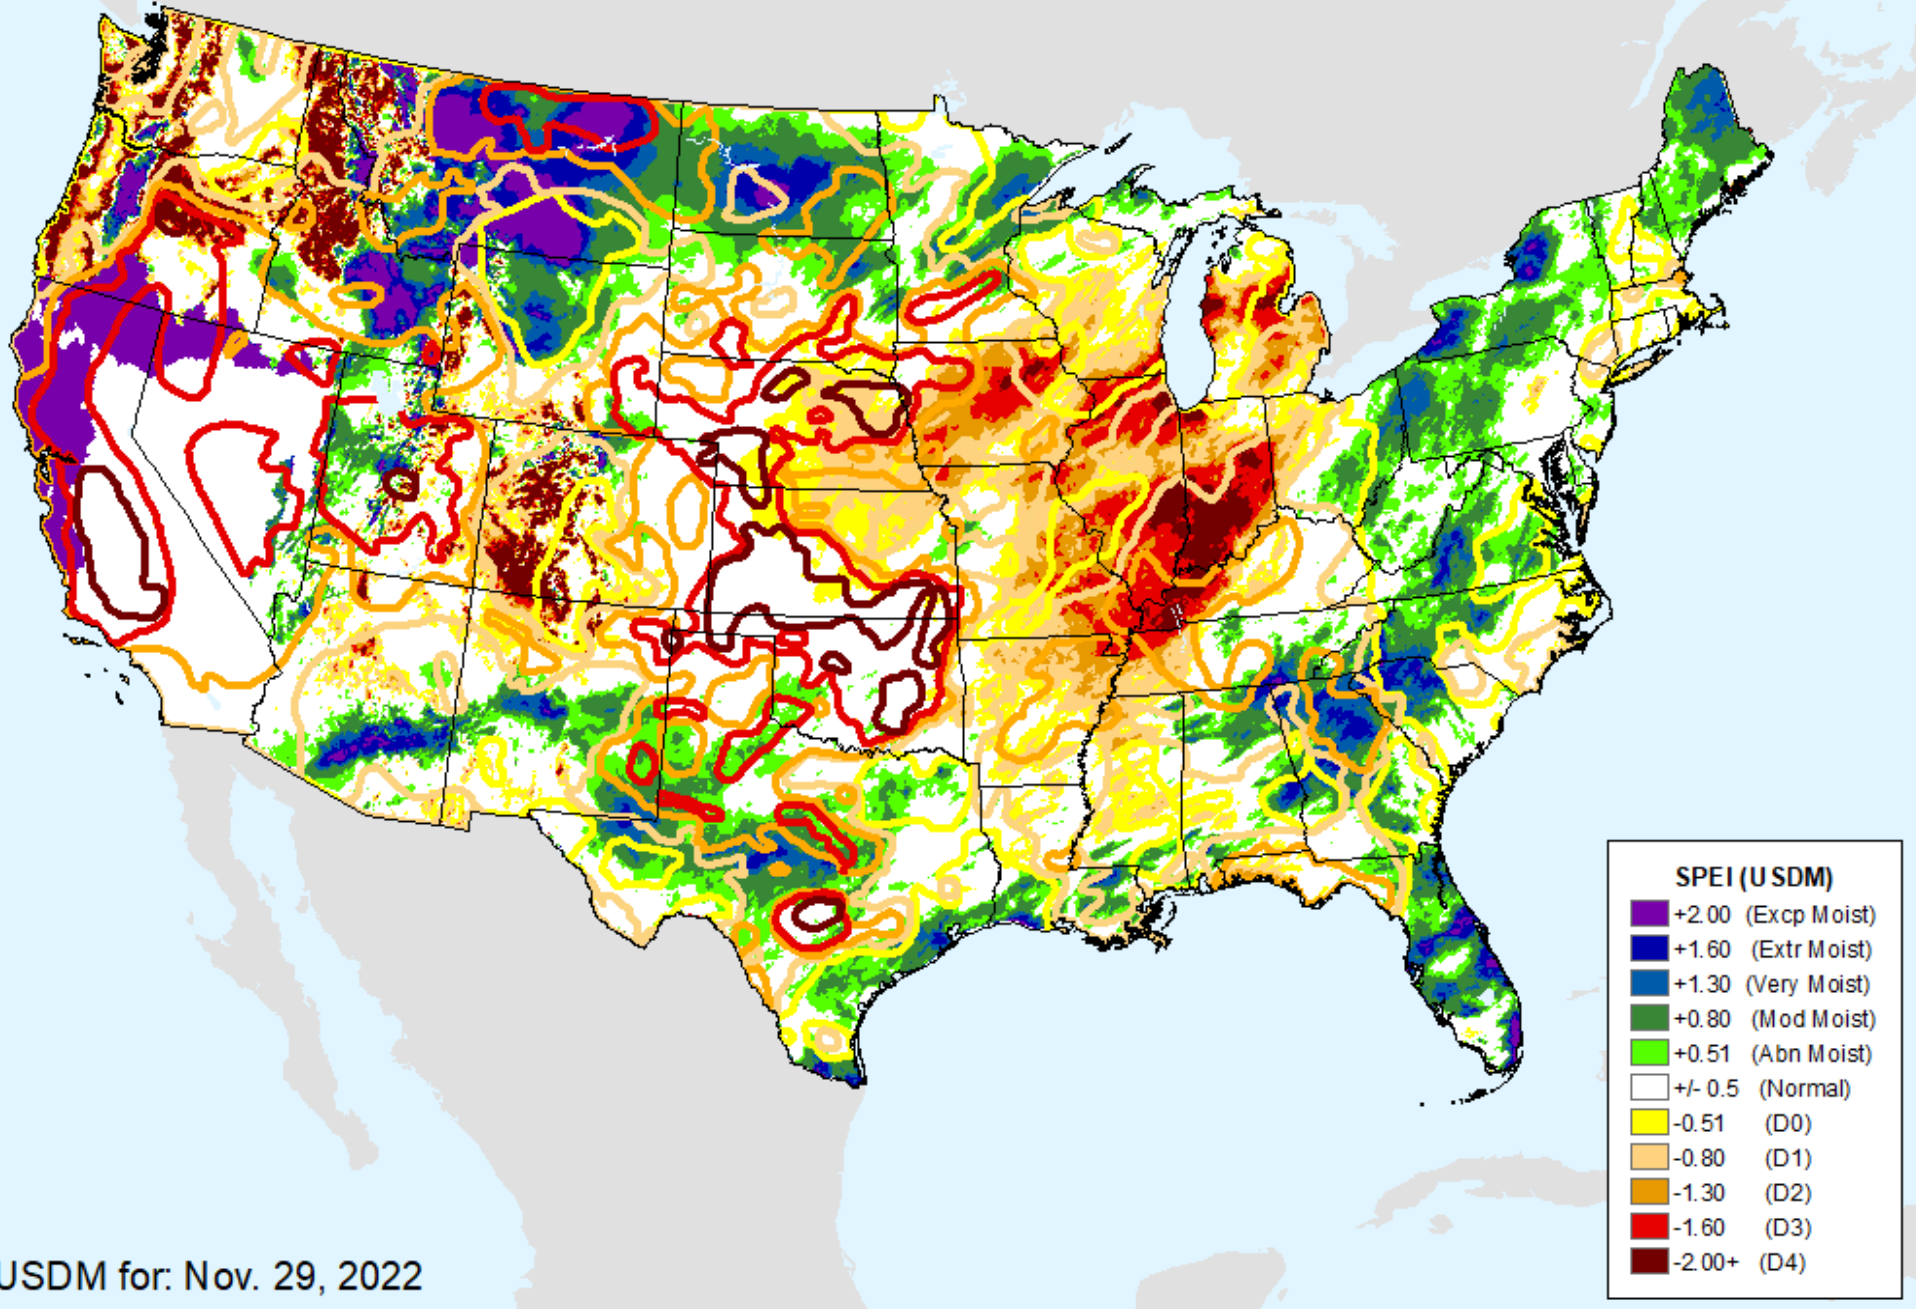 SPEI (USDM)
+2.00 (Excp Moist)
+1.60 (Extr Moist)
+1.30 (Very Moist)
+0.80 (Mod Moist)
+0.51 (Abn Moist)
+/- 0.5 (Normal)
-0.51 (D0)
-0.80 (D1)
-1.30 (D2)
-1.60 (D3)
-2.00+ (D4)
USDM for: Nov. 29, 2022